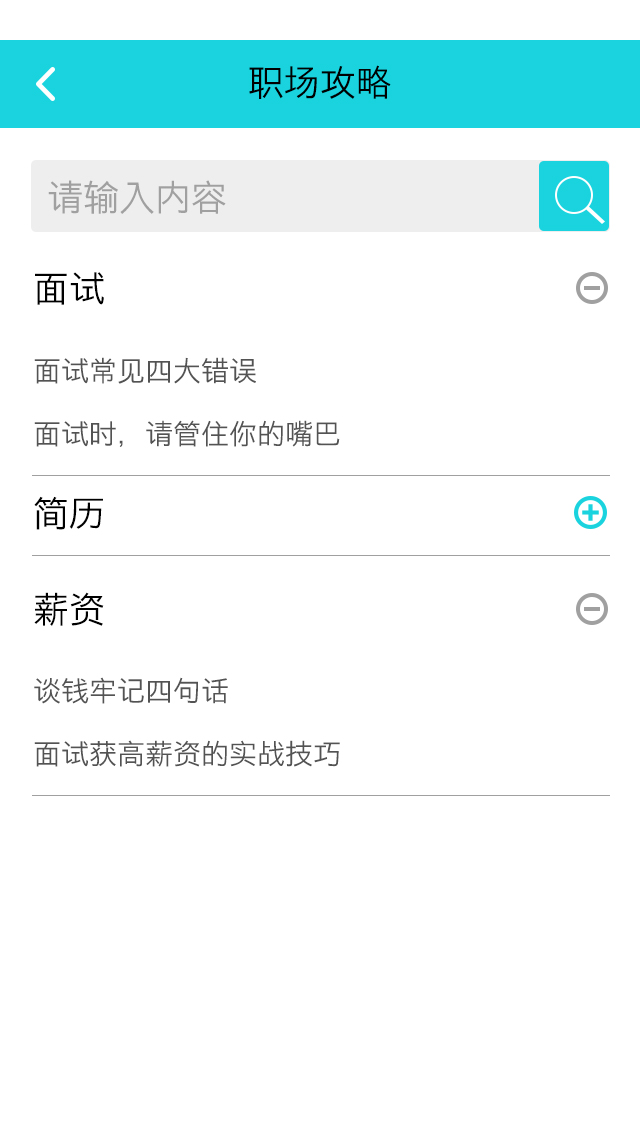 职场攻略
请输入内容
面试
面试常见四大错误
面试时，请管住你的嘴巴
简历
薪资
谈钱牢记四句话
面试获高薪资的实战技巧